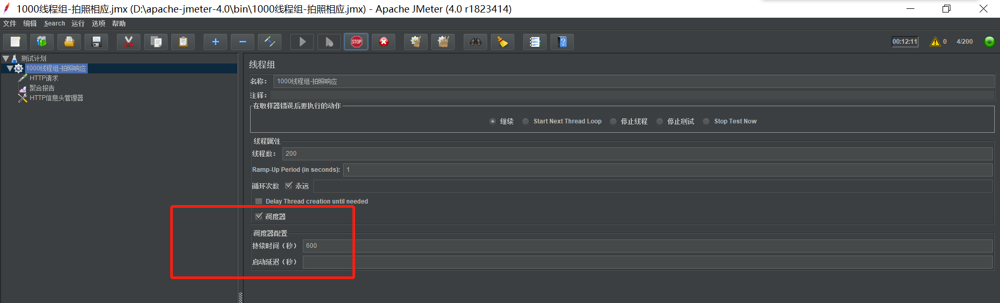 1000线程组-拍照相应.jmx (D:\apache-jmeter-4.0\bin\1000线程组-拍照相应.jmx) - Apache JMeter (4.0 r1823414)
文件 编辑 Search 运行 选项 帮助
STOP 00:12:11 0 4/200
测试计划
1000线程组-拍照响应
HTTP请求
聚合报告
HTTP信息头管理器
线程组
名称： 1000线程组-拍照响应
注释：
在取样器错误后要执行的动作
继续 Start Next Thread Loop 停止线程 停止测试 Stop Test Now
线程属性
线程数： 200
Ramp-Up Period (in seconds): 1
循环次数 永远
Delay Thread creation until needed
调度器
调度器配置
持续时间（秒） 600
启动延迟（秒）